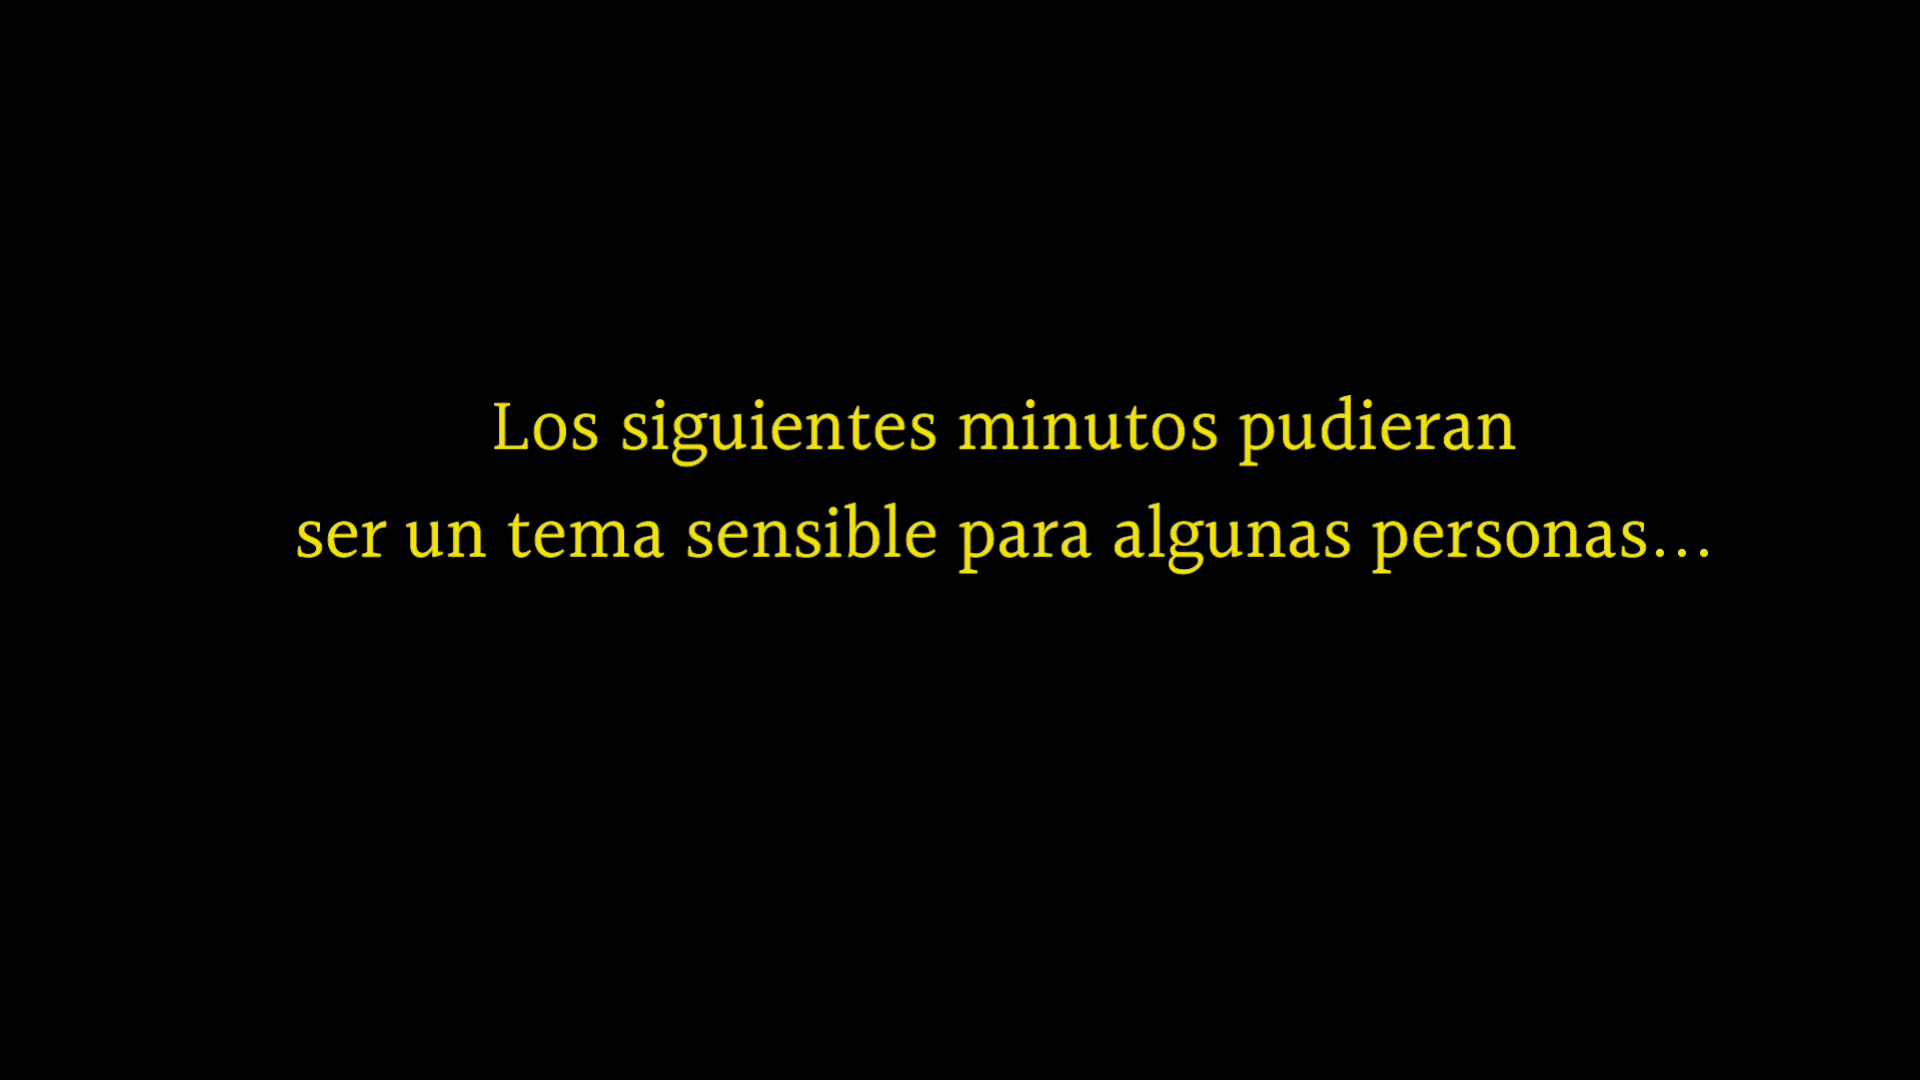 Los siguientes minutos pudieran
ser un tema sensible para algunas personas...